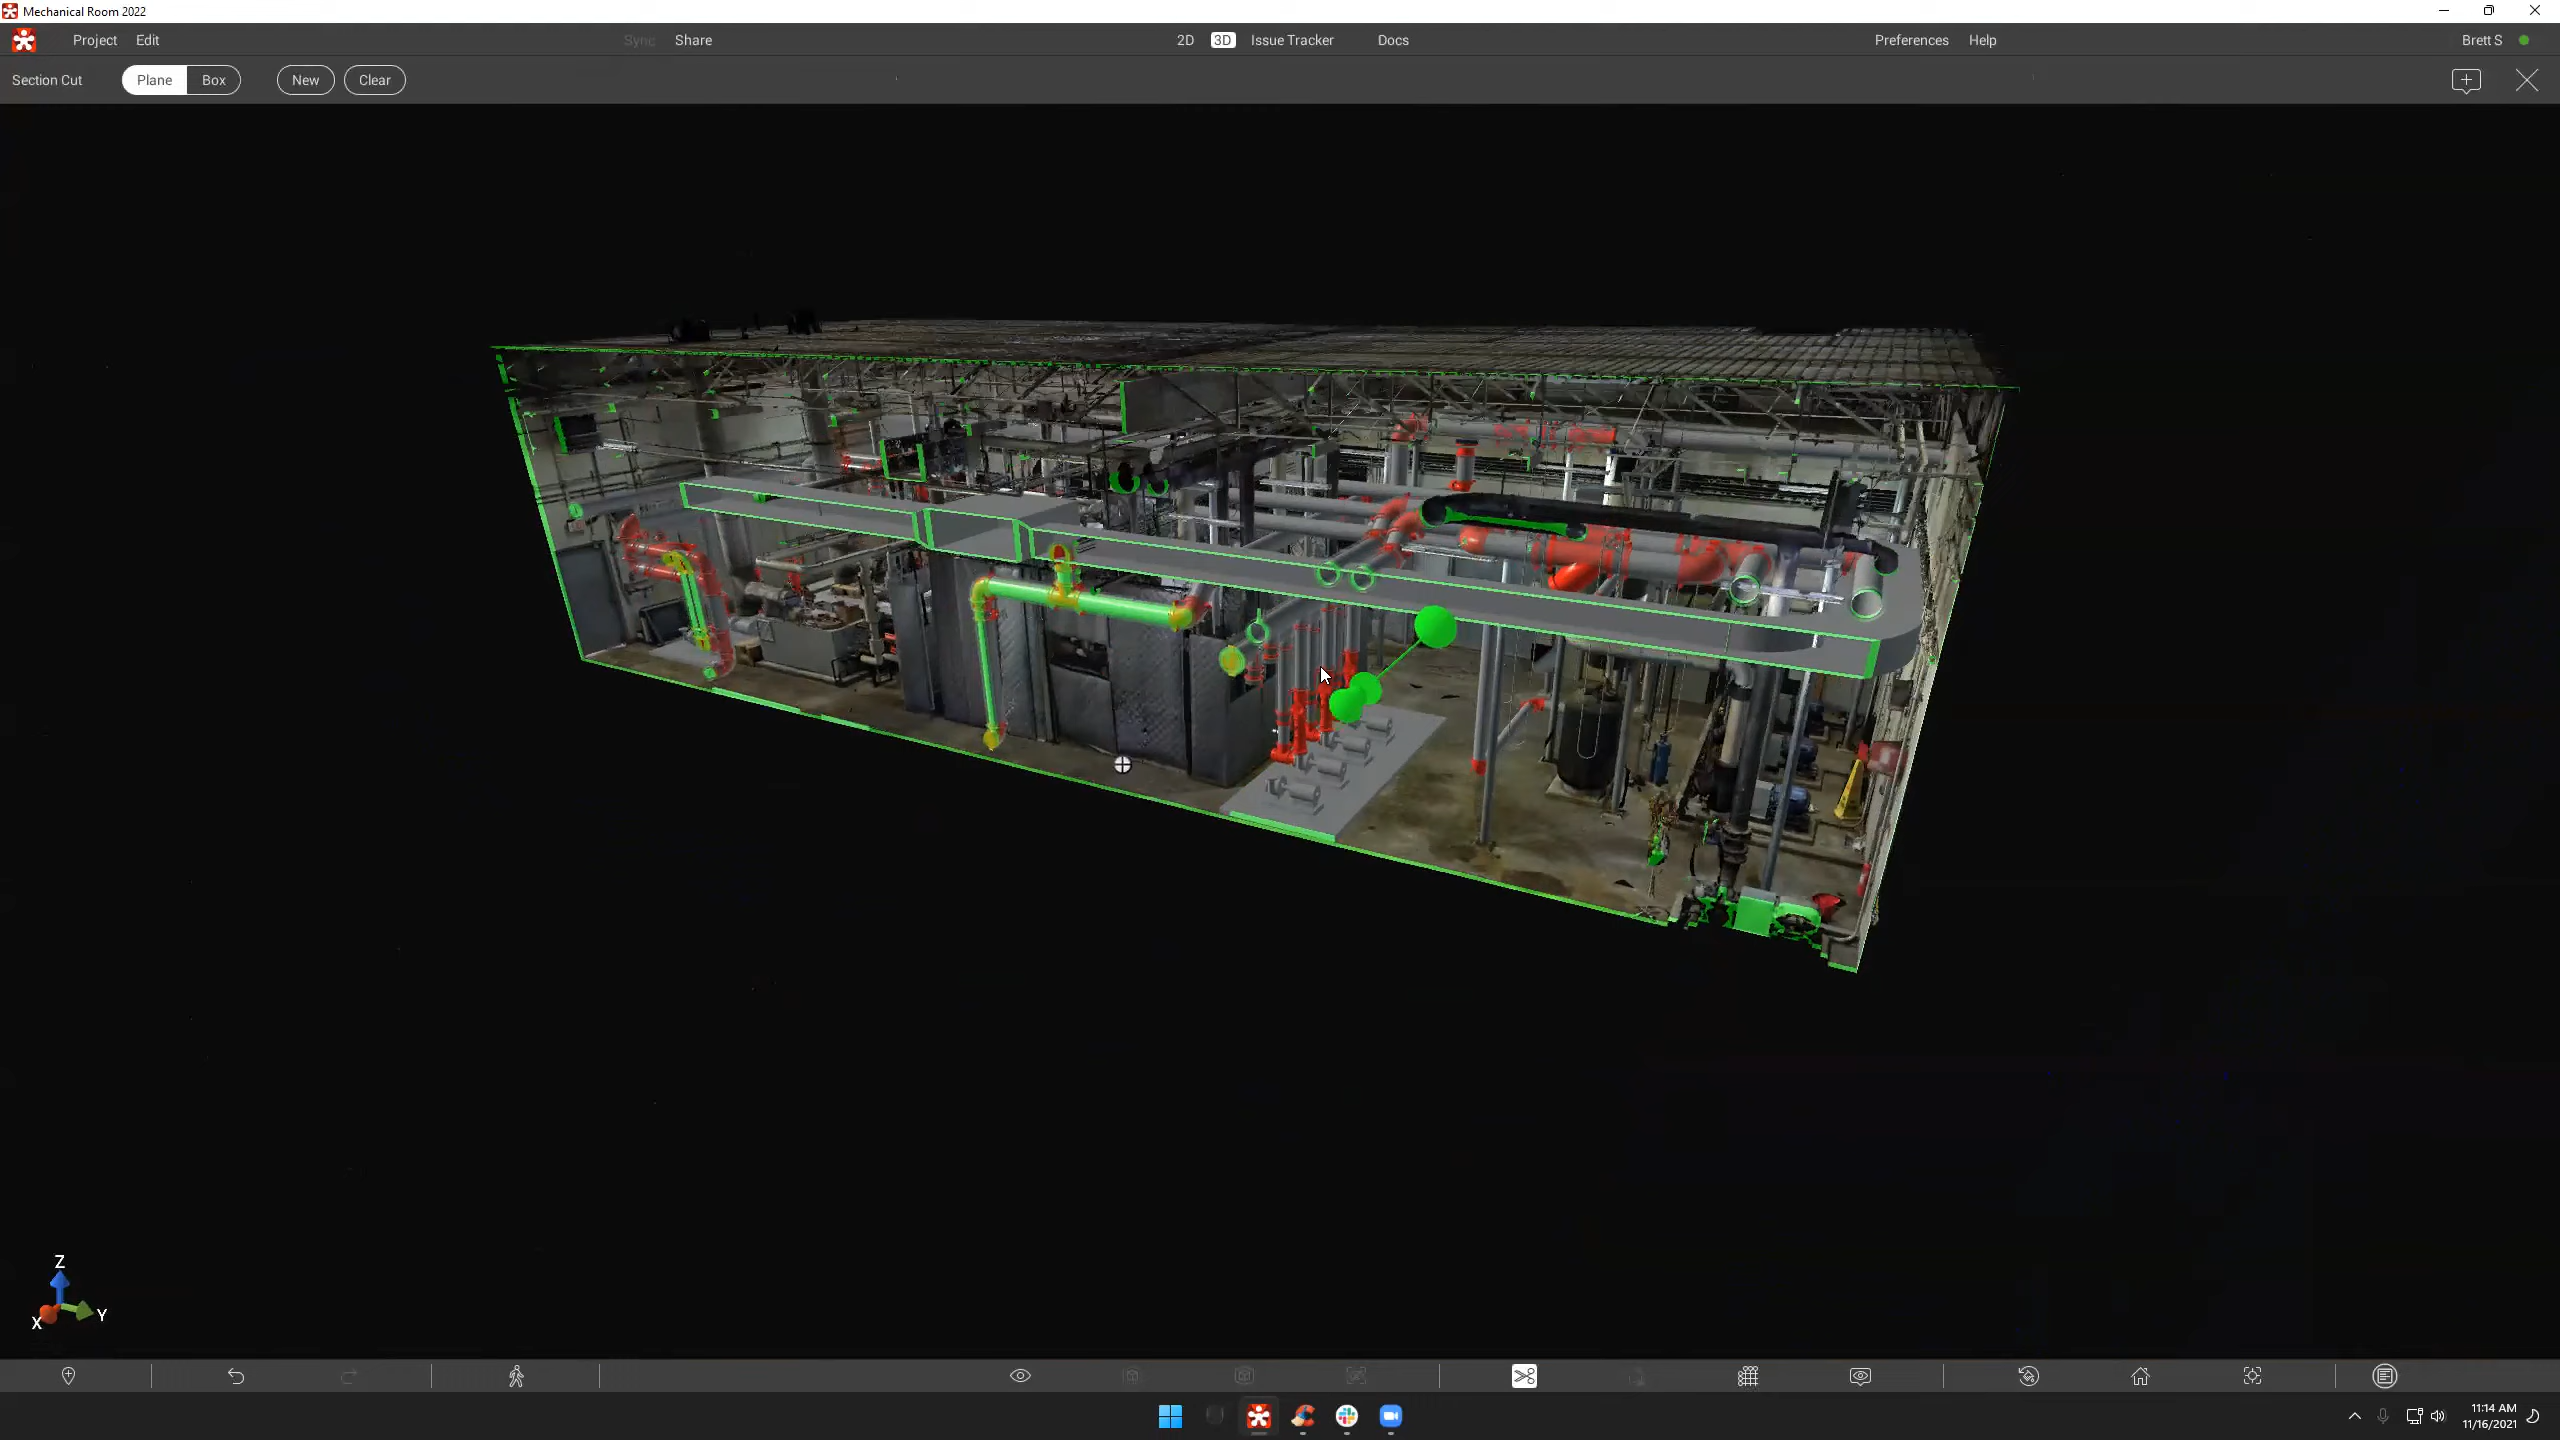 Mechanical Room 2022
Project Edit Sync Share 2D 3D Issue Tracker Docs Preferences Help Brett S
Section Cut Plane Box New Clear
Z
X Y
11:14 AM
11/16/2021